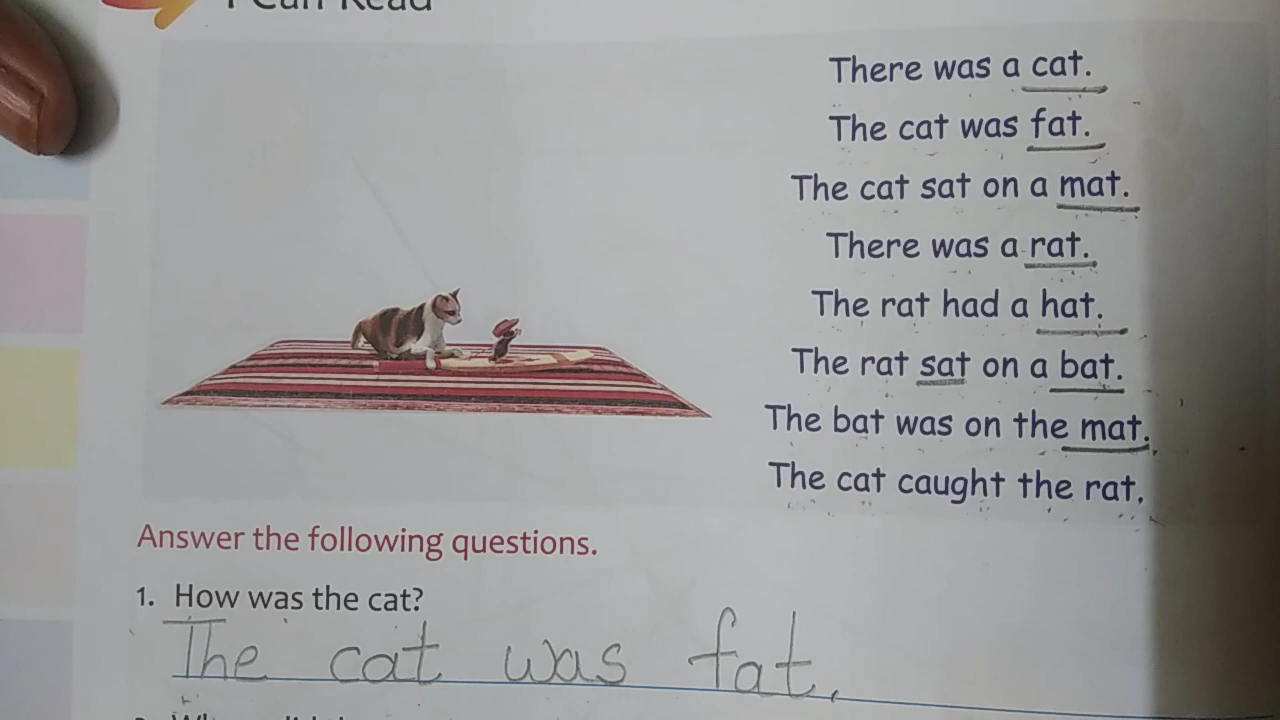 I Can Read
There was a cat.
The cat was fat.
The cat sat on a mat.
There was a rat.
The rat had a hat.
The rat sat on a bat.
The bat was on the mat.
The cat caught the rat.
Answer the following questions.
1. How was the cat?
The cat was fat.